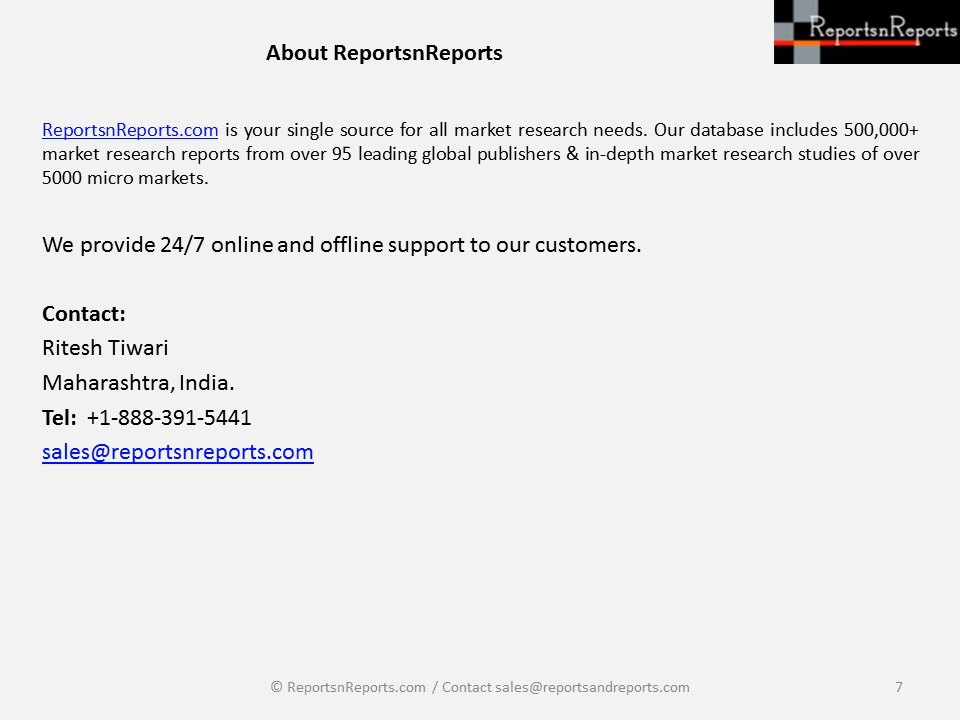 About ReportsnReports
ReportsnReports
ReportsnReports.com is your single source for all market research needs. Our database includes 500,000+
market research reports from over 95 leading global publishers & in-depth market research studies of over
5000 micro markets.
We provide 24/7 online and offline support to our customers.
Contact:
Ritesh Tiwari
Maharashtra, India.
Tel: +1-888-391-5441
sales@reportsnreports.com
© ReportsnReports.com / Contact sales@reportsandreports.com
7